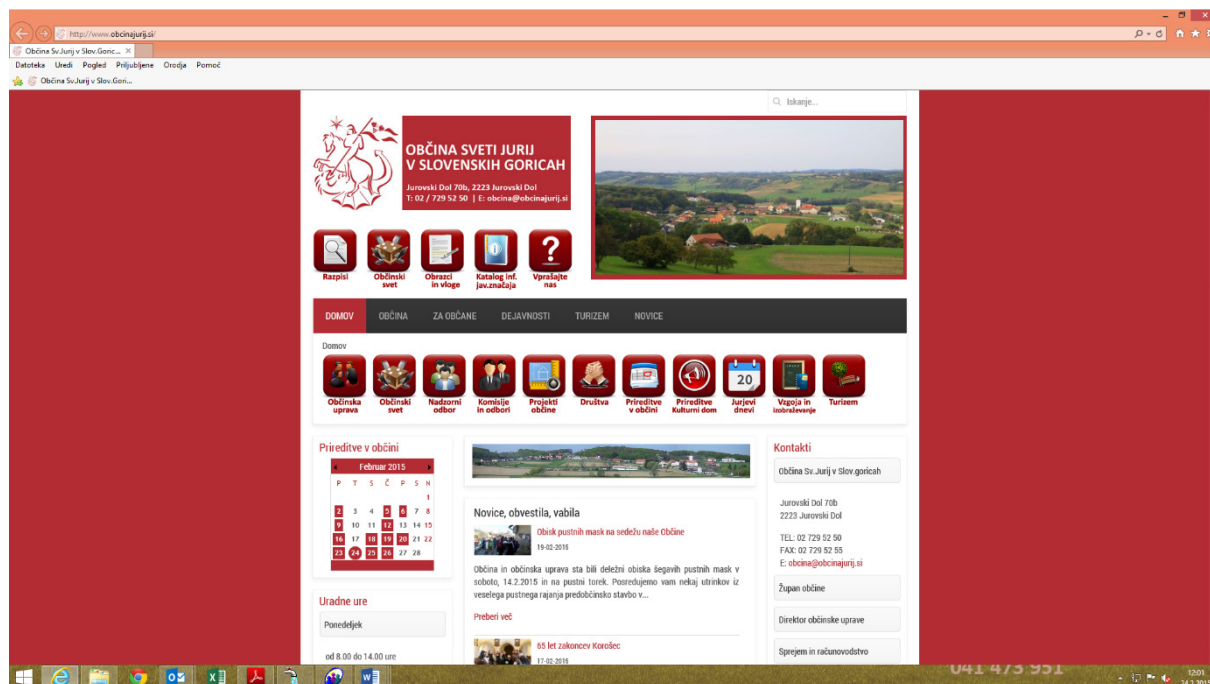 http://www.obcinajurij.si/
Občina Sv.Jurij v Slov.Goric...
Datoteka Uredi Pogled Priljubljene Orodja Pomoč
Občina Sv.Jurij v Slov.Gori...
Iskanje...
OBČINA SVETI JURIJ
V SLOVENSKIH GORICAH
Jurovski Dol 70b, 2223 Jurovski Dol
T: 02 / 729 52 50 | E: obcina@obcinajurij.si
Razpisi
Občinski svet
Obrazci in vloge
Katalog inf. jav.značaja
Vprašajte nas
DOMOV OBČINA ZA OBČANE DEJAVNOSTI TURIZEM NOVICE
Domov
20
Občinska uprava
Občinski svet
Nadzorni odbor
Komisije in odbori
Projekti občine
Društva
Prireditve v občini
Prireditve Kulturni dom
Jurjevi dnevi
Vzgoja in izobraževanje
Turizem
Prireditve v občini
Februar 2015
P T S Č P S N
1
2 3 4 5 6 7 8
9 10 11 12 13 14 15
16 17 18 19 20 21 22
23 24 25 26 27 28
Uradne ure
Ponedeljek
od 8.00 do 14.00 ure
Novice, obvestila, vabila
Obisk pustnih mask na sedežu naše Občine
19-02-2015
Občina in občinska uprava sta bili deležni obiska šegavih pustnih mask v
soboto, 14.2.2015 in na pustni torek. Posredujemo vam nekaj utrinkov iz
veselega pustnega rajanja predobčinsko stavbo v...
Preberi več
65 let zakoncev Korošec
17-02-2015
Kontakti
Občina Sv.Jurij v Slov.goricah
Jurovski Dol 70b
2223 Jurovski Dol
TEL: 02 729 52 50
FAX: 02 729 52 55
E: obcina@obcinajurij.si
Župan občine
Direktor občinske uprave
Sprejem in računovodstvo
041 473 951
12:01
24.2.2015